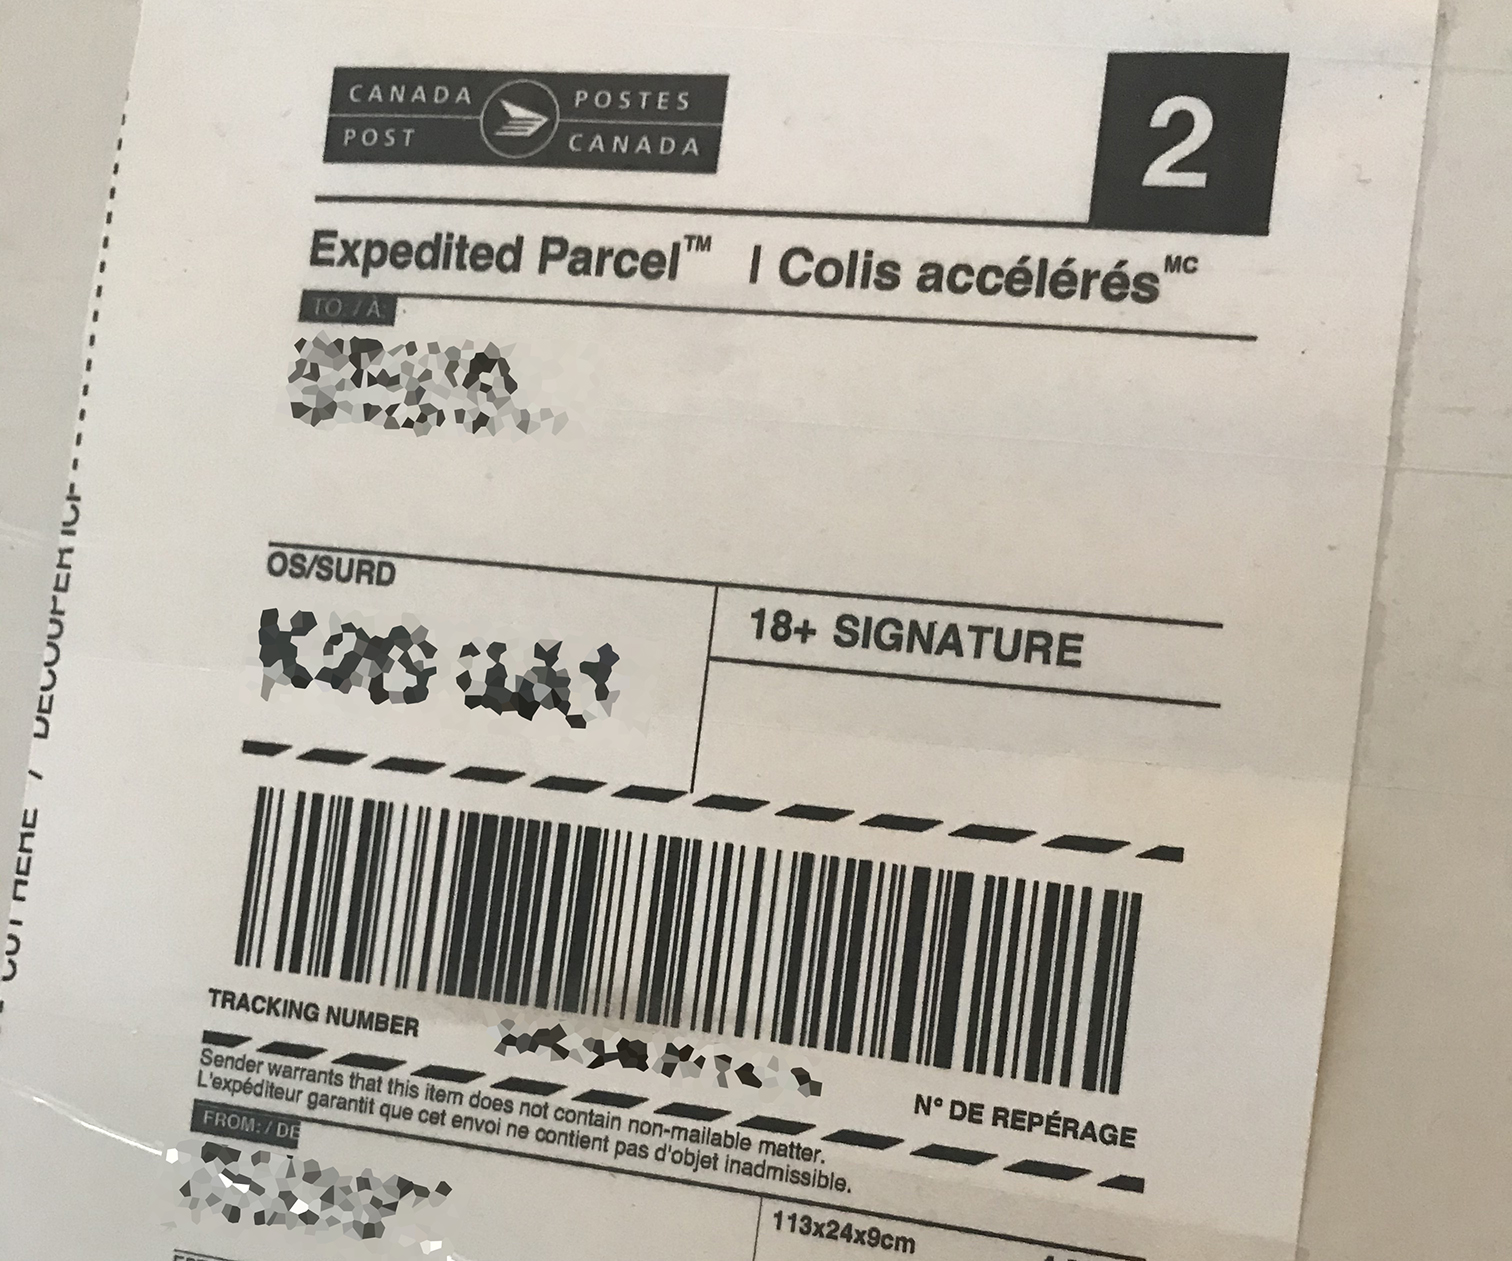 CANADA POSTES
POST CANADA
2
Expedited Parcel™ | Colis accélérés MC
TO: / À:
OS/SURD
18+ SIGNATURE
TRACKING NUMBER
N° DE REPÉRAGE
Sender warrants that this item does not contain non-mailable matter.
L'expéditeur garantit que cet envoi ne contient pas d'objet inadmissible.
FROM: / DE
113x24x9cm
CUT HERE / DÉCOUPER ICI